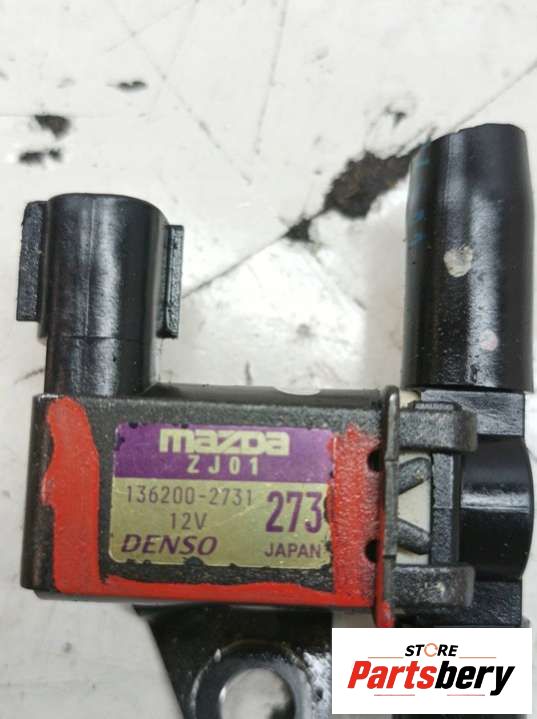 mazda
ZJ01
136200-2731 273
12V
DENSO JAPAN
STORE
Partsbery